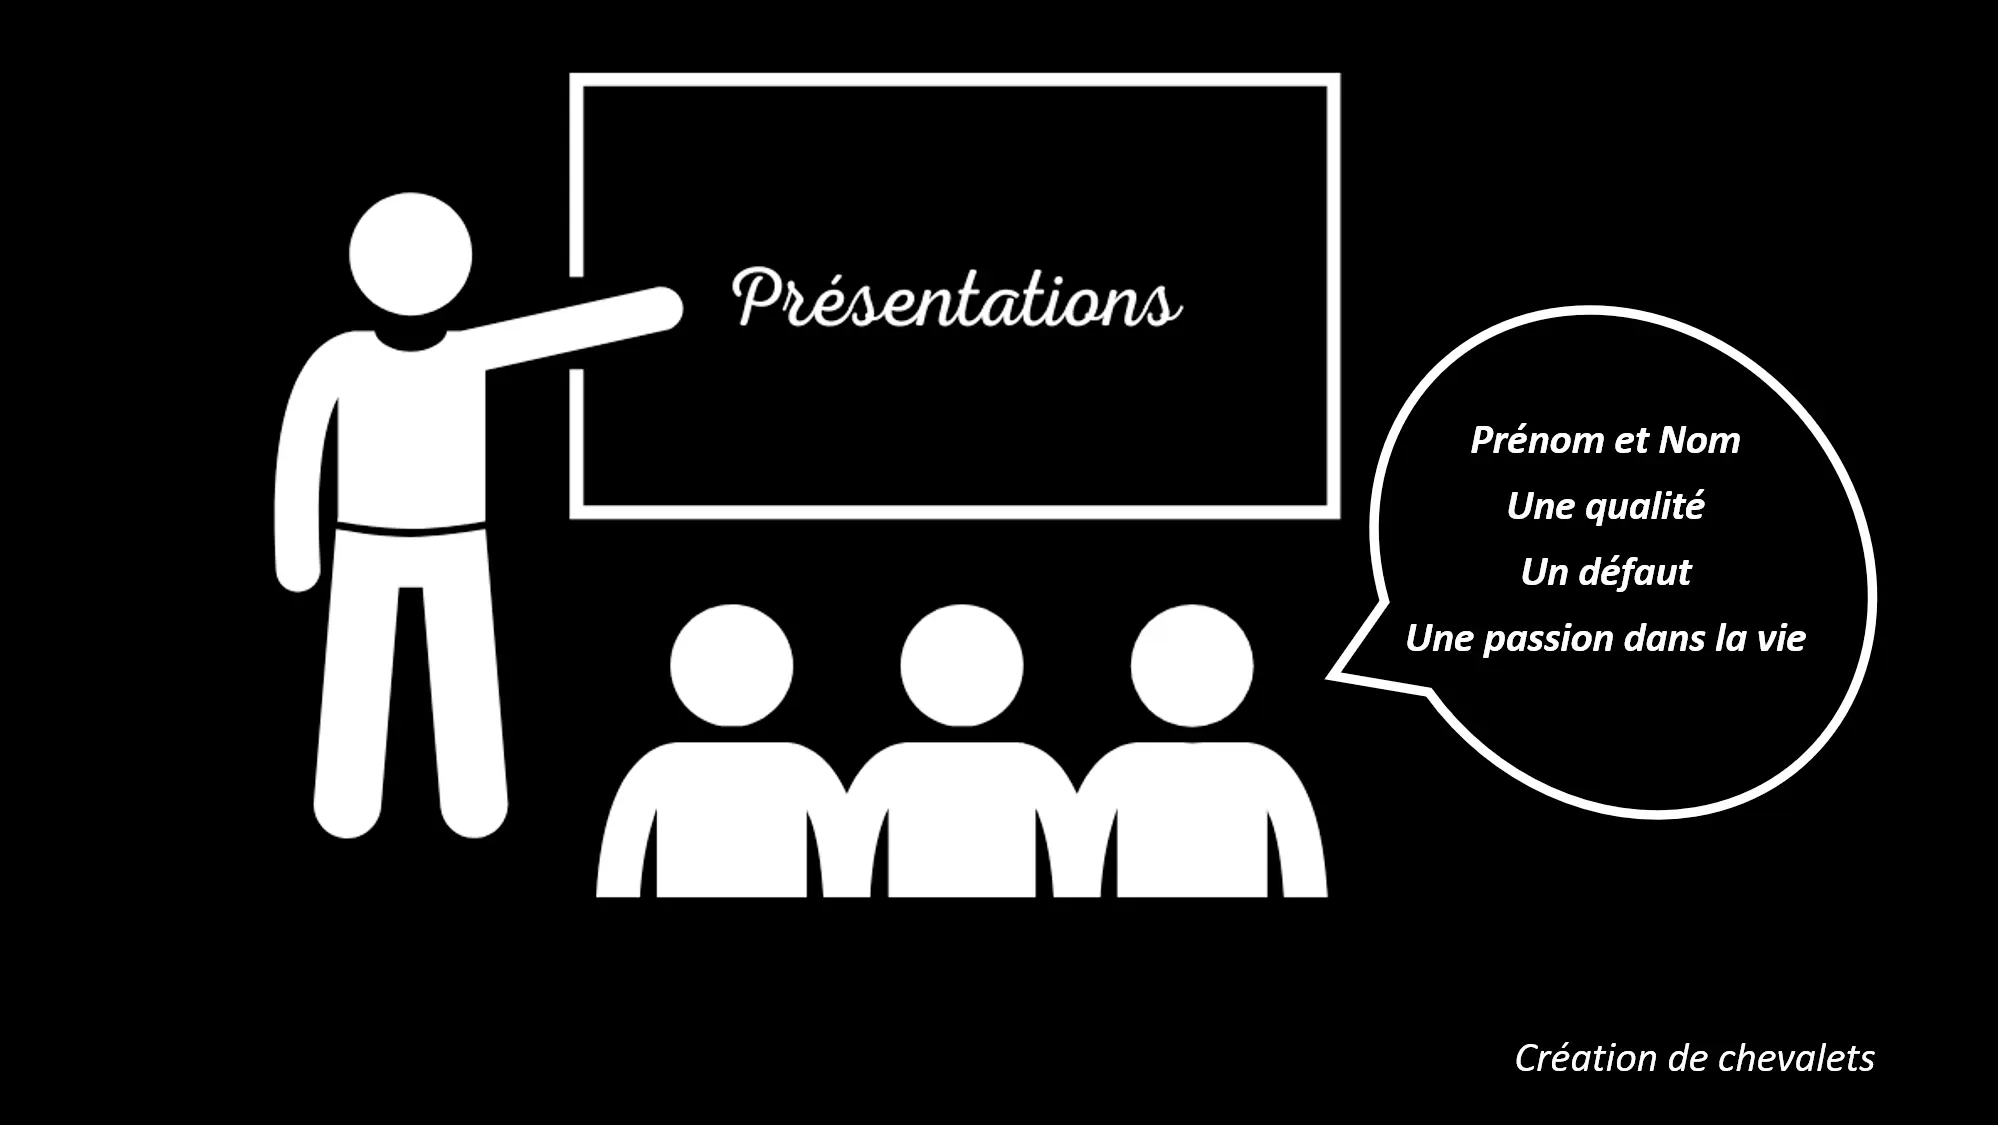 Présentations
Prénom et Nom
Une qualité
Un défaut
Une passion dans la vie
Création de chevalets